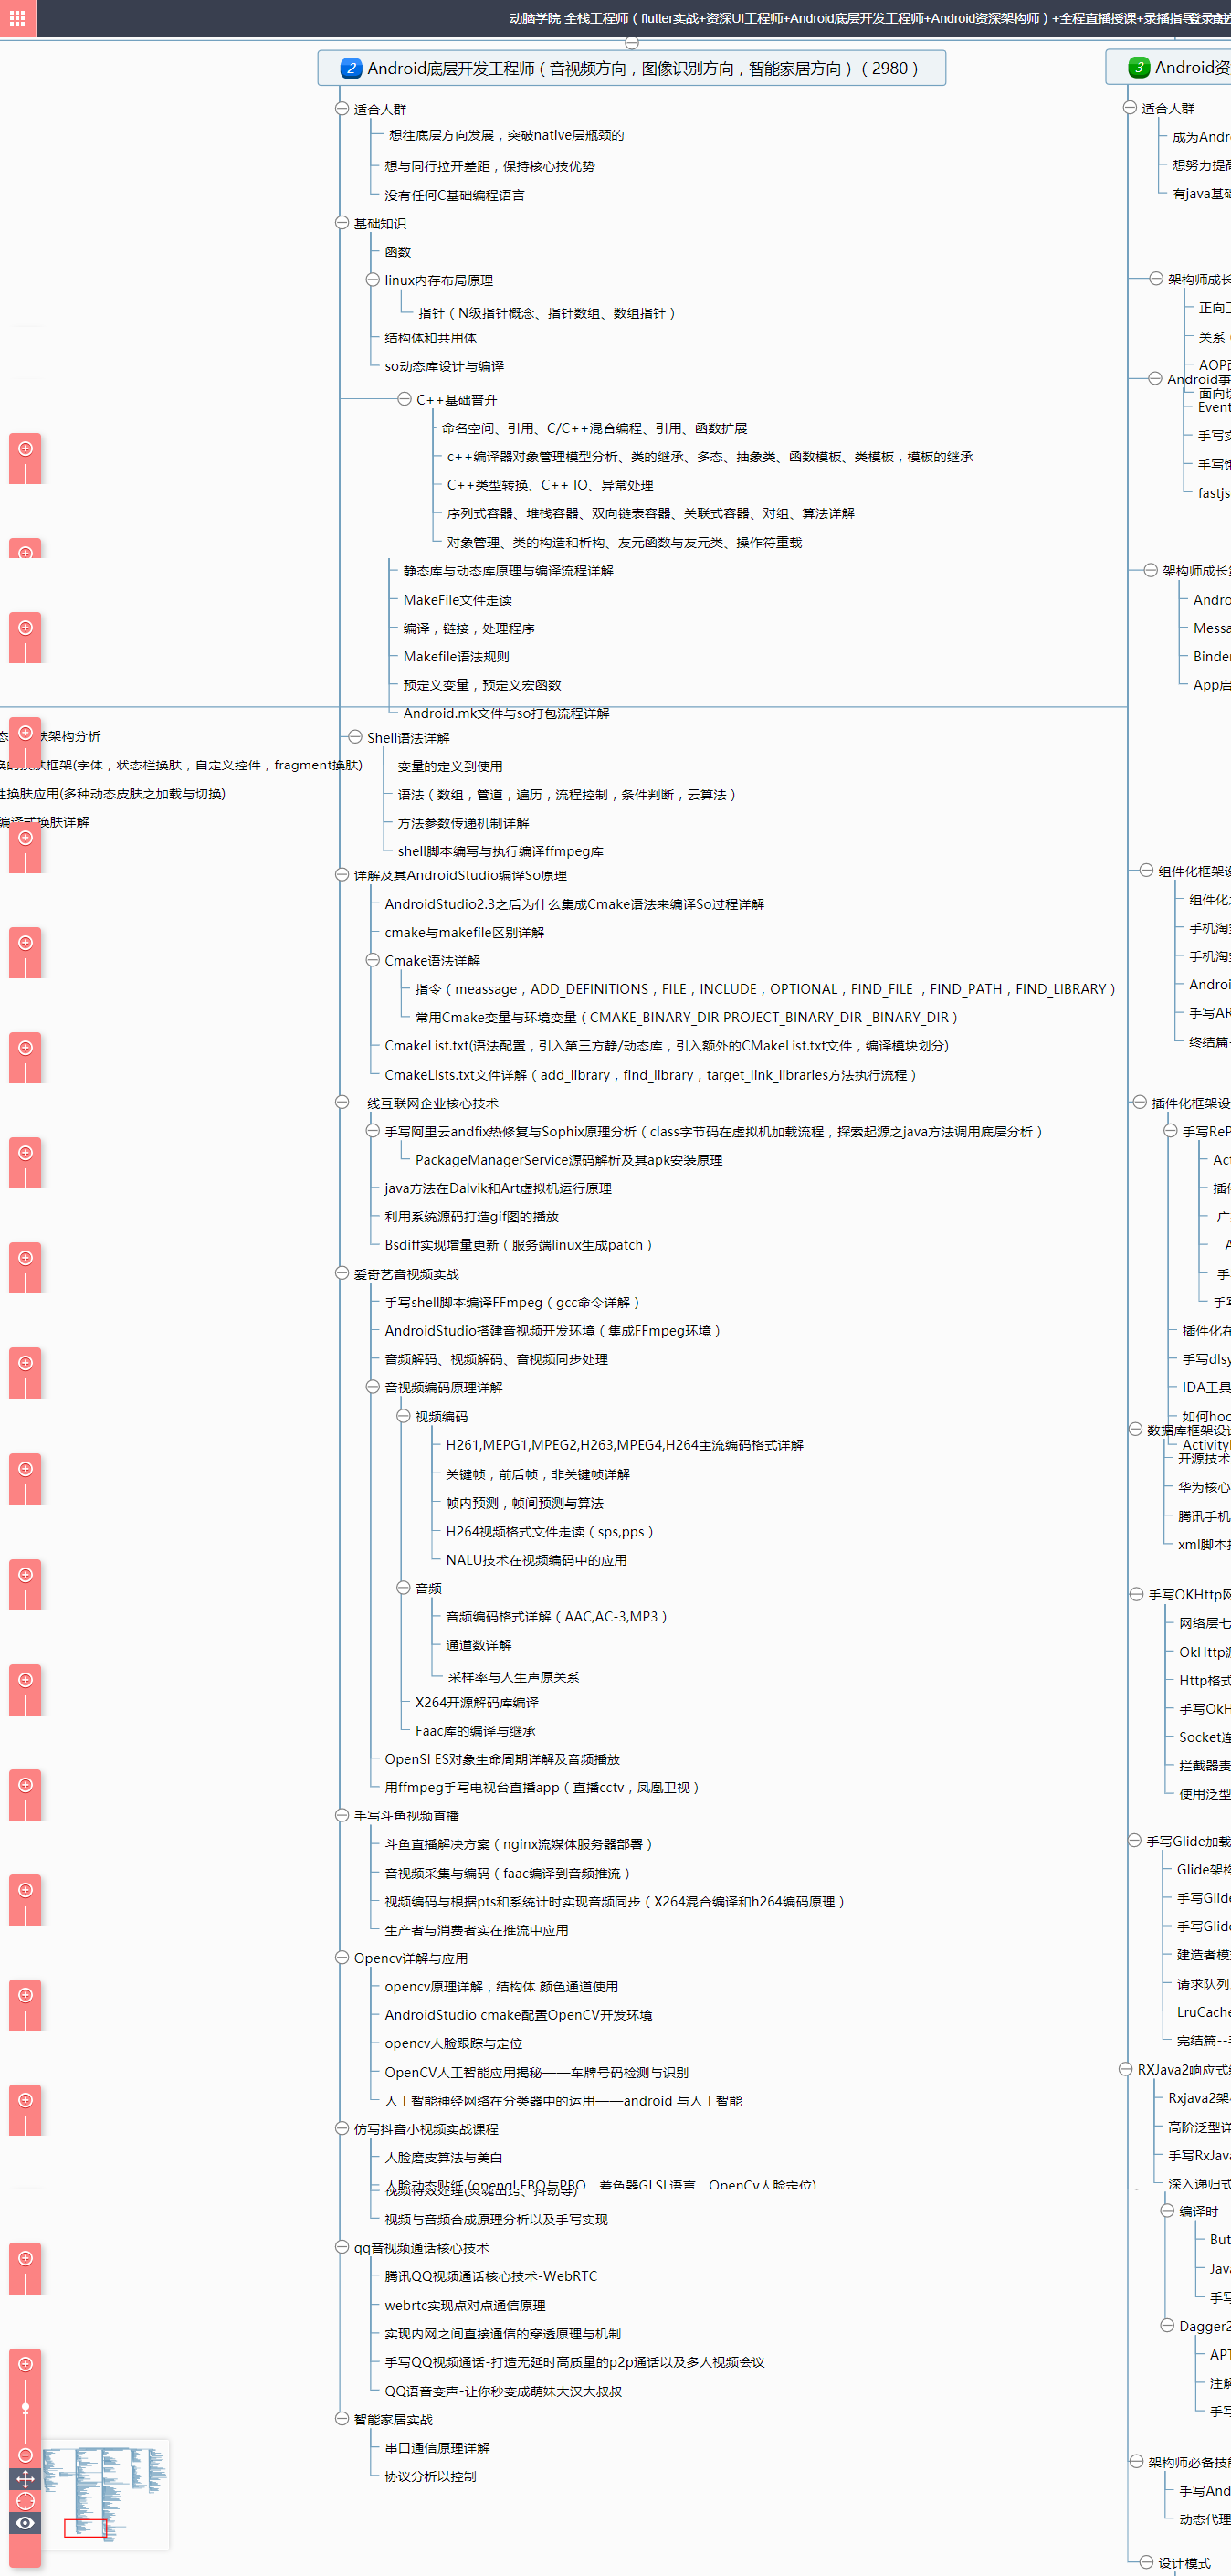 动脑学院 全栈工程师（flutter实战+资深UI工程师+Android底层开发工程师+Android资深架构师）+全程直播授课+录播指导
2 Android底层开发工程师（音视频方向，图像识别方向，智能家居方向）（2980）
适合人群
想往底层方向发展，突破native层瓶颈的
想与同行拉开差距，保持核心技优势
没有任何C基础编程语言
基础知识
函数
linux内存布局原理
指针（N级指针概念、指针数组、数组指针）
结构体和共用体
so动态库设计与编译
C++基础晋升
命名空间、引用、C/C++混合编程、引用、函数扩展
c++编译器对象管理模型分析、类的继承、多态、抽象类、函数模板、类模板，模板的继承
C++类型转换、C++ IO、异常处理
序列式容器、堆栈容器、双向链表容器、关联式容器、对组、算法详解
对象管理、类的构造和析构、友元函数与友元类、操作符重载
静态库与动态库原理与编译流程详解
MakeFile文件走读
编译，链接，处理程序
Makefile语法规则
预定义变量，预定义宏函数
Android.mk文件与so打包流程详解
Shell语法详解
变量的定义到使用
语法（数组，管道，遍历，流程控制，条件判断，云算法）
方法参数传递机制详解
shell脚本编写与执行编译ffmpeg库
详解及其AndroidStudio编译So原理
AndroidStudio2.3之后为什么集成Cmake语法来编译So过程详解
cmake与makefile区别详解
Cmake语法详解
指令（meassage，ADD_DEFINITIONS，FILE，INCLUDE，OPTIONAL，FIND_FILE ，FIND_PATH，FIND_LIBRARY）
常用Cmake变量与环境变量（CMAKE_BINARY_DIR PROJECT_BINARY_DIR _BINARY_DIR）
CmakeList.txt(语法配置，引入第三方静/动态库，引入额外的CMakeList.txt文件，编译模块划分)
CmakeLists.txt文件详解（add_library，find_library，target_link_libraries方法执行流程）
一线互联网企业核心技术
手写阿里云andfix热修复与Sophix原理分析（class字节码在虚拟机加载流程，探索起源之java方法调用底层分析）
PackageManagerService源码解析及其apk安装原理
java方法在Dalvik和Art虚拟机运行原理
利用系统源码打造gif图的播放
Bsdiff实现增量更新（服务端linux生成patch）
爱奇艺音视频实战
手写shell脚本编译FFmpeg（gcc命令详解）
AndroidStudio搭建音视频开发环境（集成FFmpeg环境）
音频解码、视频解码、音视频同步处理
音视频编码原理详解
视频编码
H261,MEPG1,MPEG2,H263,MPEG4,H264主流编码格式详解
关键帧，前后帧，非关键帧详解
帧内预测，帧间预测与算法
H264视频格式文件走读（sps,pps）
NALU技术在视频编码中的应用
音频
音频编码格式详解（AAC,AC-3,MP3）
通道数详解
采样率与人生声原关系
X264开源解码库编译
Faac库的编译与继承
OpenSl ES对象生命周期详解及音频播放
用ffmpeg手写电视台直播app（直播cctv，凤凰卫视）
手写斗鱼视频直播
斗鱼直播解决方案（nginx流媒体服务器部署）
音视频采集与编码（faac编译到音频推流）
视频编码与根据pts和系统计时实现音频同步（X264混合编译和h264编码原理）
生产者与消费者实在推流中应用
Opencv详解与应用
opencv原理详解，结构体 颜色通道使用
AndroidStudio cmake配置OpenCV开发环境
opencv人脸跟踪与定位
OpenCV人工智能应用揭秘——车牌号码检测与识别
人工智能神经网络在分类器中的运用——android 与人工智能
仿写抖音小视频实战课程
人脸磨皮算法与美白
人脸动态贴纸 (opengl FBO与PBO、着色器GLSL语言、OpenCv人脸定位)
视频特效处理(灵魂出窍、抖动等)
视频与音频合成原理分析以及手写实现
qq音视频通话核心技术
腾讯QQ视频通话核心技术-WebRTC
webrtc实现点对点通信原理
实现内网之间直接通信的穿透原理与机制
手写QQ视频通话-打造无延时高质量的p2p通话以及多人视频会议
QQ语音变声-让你秒变成萌妹大汉大叔叔
智能家居实战
串口通信原理详解
协议分析以控制
肤架构分析
肤框架(字体，状态栏换肤，自定义控件，fragment换肤)
换肤应用(多种动态皮肤之加载与切换)
换肤详解
3 Android资
适合人群
成为Andr
想努力提高
有java基础
架构师成长
正向工
关系
AOP面
Android事
面向切
Event
手写实
手写
fastjs
架构师成长
Andro
Messa
Binde
App启
组件化框架设
组件化
手机淘
手机淘
Androi
手写AR
终结篇
插件化框架设
手写ReP
Act
插件
广
A
手
手写
插件化在
手写dlsy
IDA工具
如何hoo
数据库框架设计
Activity
开源技术
华为核心
腾讯手机
xml脚本
手写OKHttp网
网络层七
OkHttp源
Http格式
手写OkH
Socket连
拦截器责
使用泛型
手写Glide加载
Glide架构
手写Glide
手写Glide
建造者模
请求队列
LruCache
完结篇--手
RXJava2响应式
Rxjava2架
高阶泛型详
手写RxJava
深入递归式
编译时
But
Java
手写
Dagger2
APT
注解
手写
架构师必备技能
手写And
动态代理
设计模式